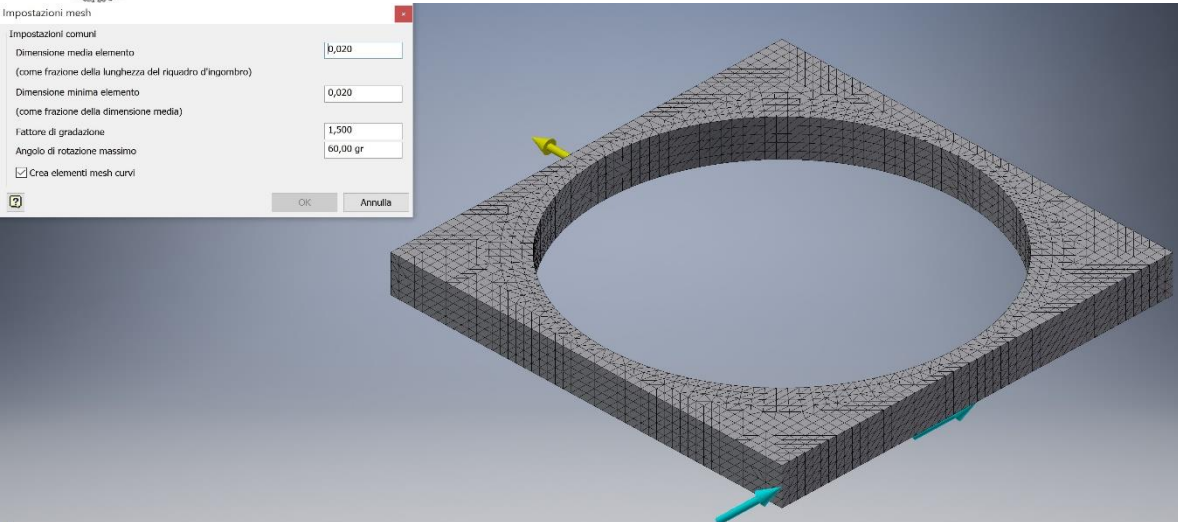 Impostazioni mesh
Impostazioni comuni
Dimensione media elemento 0,020
(come frazione della lunghezza del riquadro d'ingombro)
Dimensione minima elemento 0,020
(come frazione della dimensione media)
Fattore di gradazione 1,500
Angolo di rotazione massimo 60,00 gr
Crea elementi mesh curvi
OK Annulla